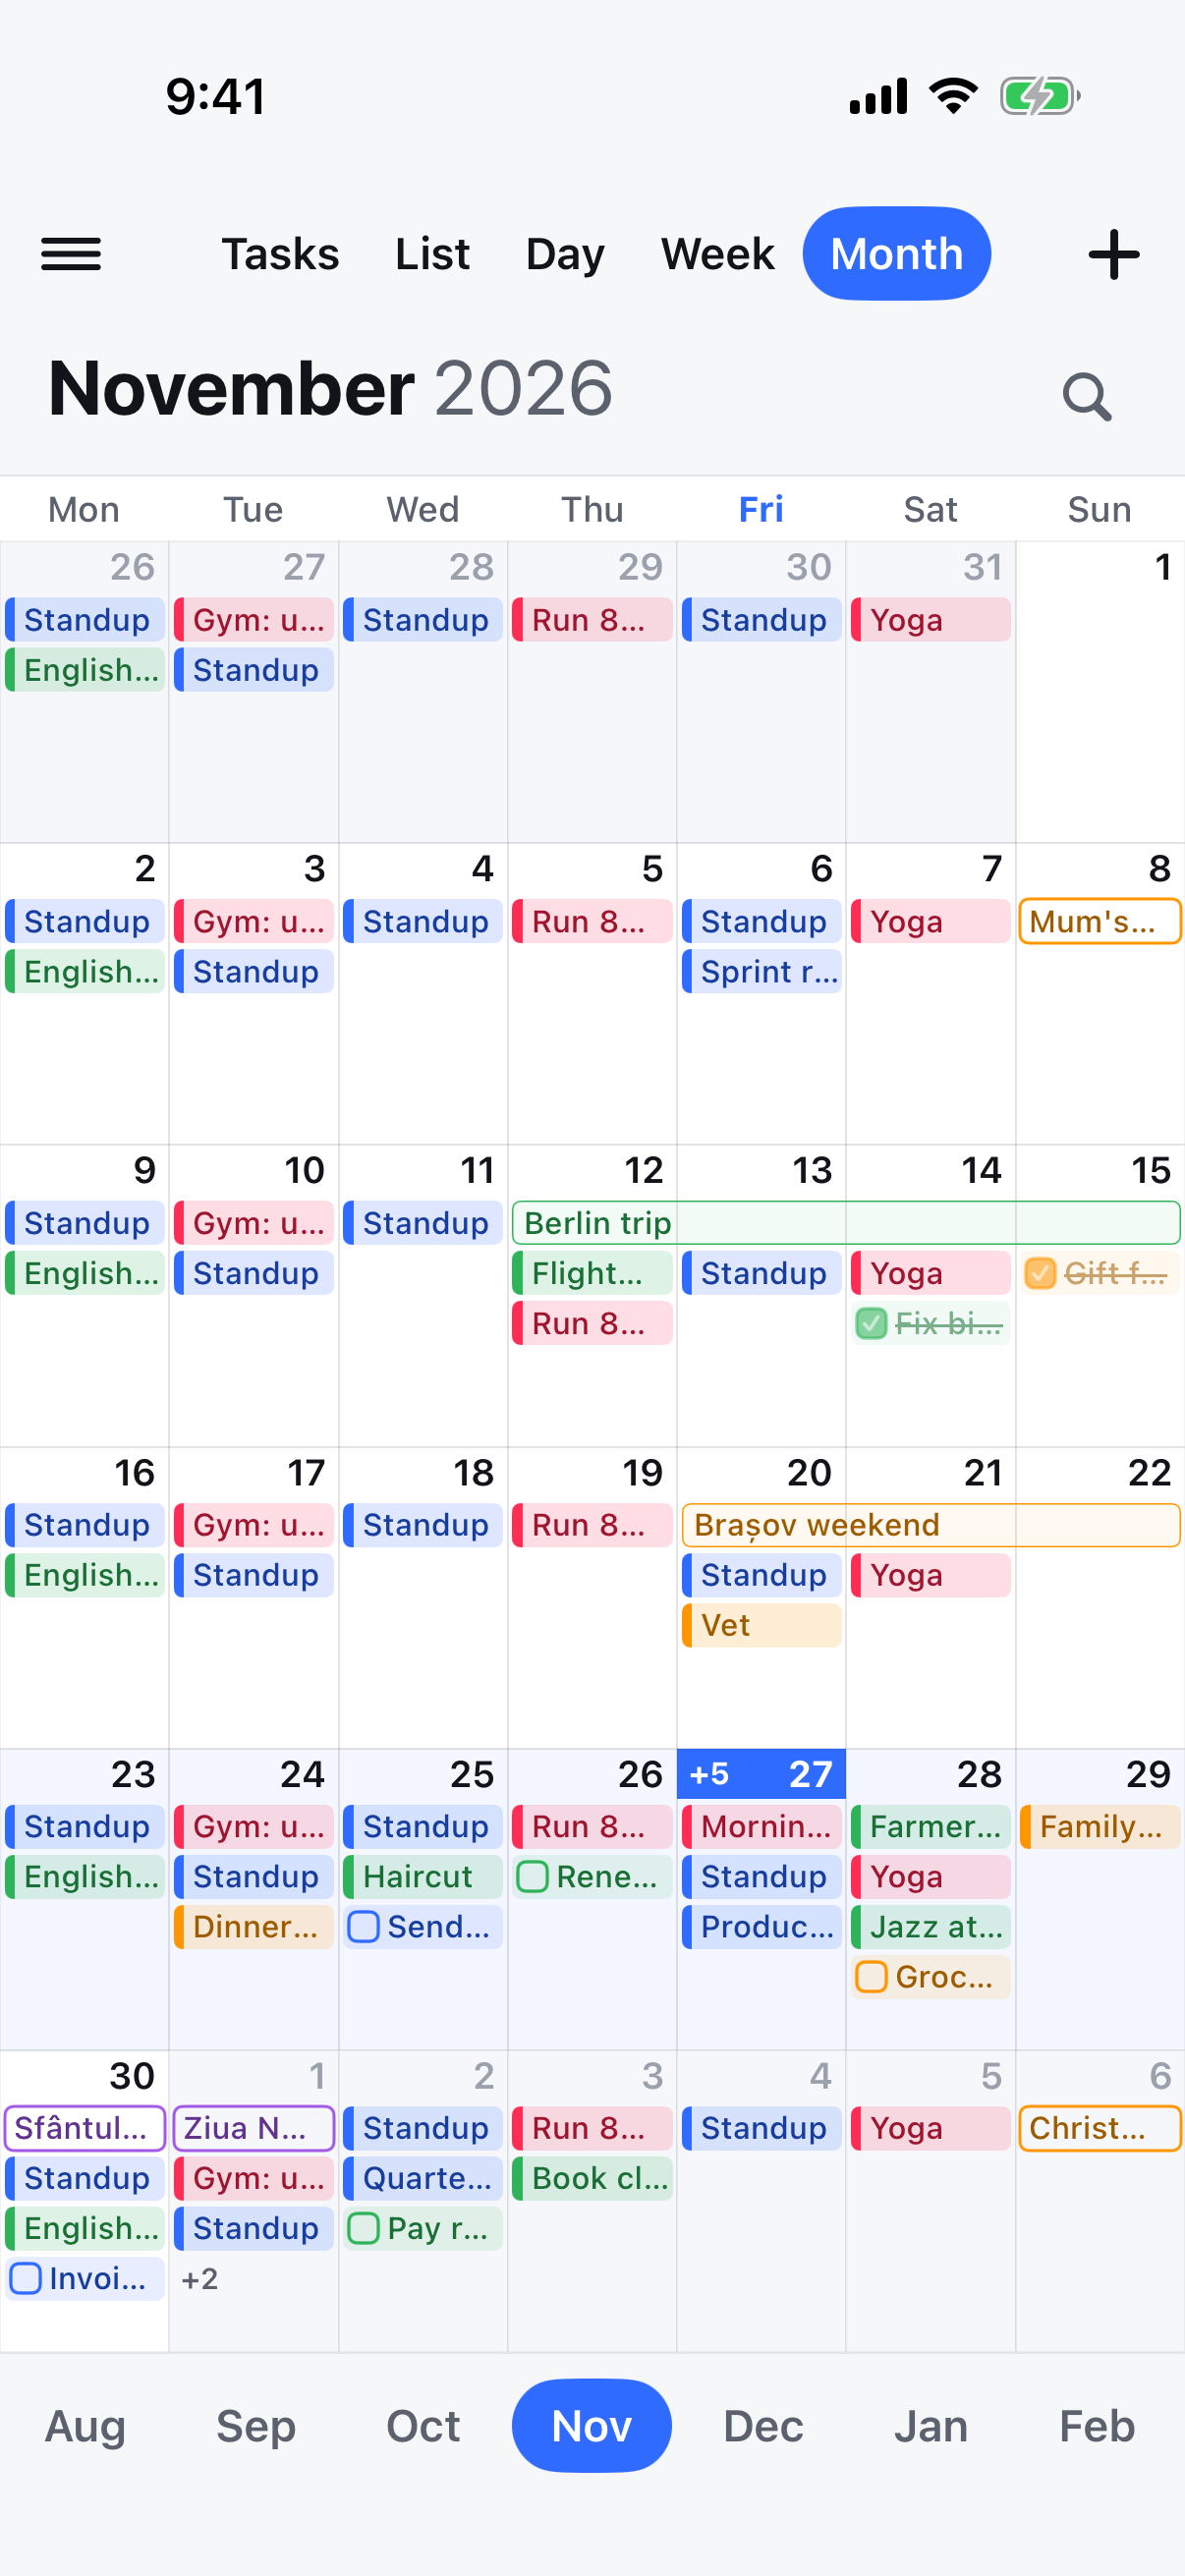 9:41
Tasks List Day Week Month
November 2026
Mon Tue Wed Thu Fri Sat Sun
26 27 28 29 30 31 1
Standup Gym: u... Standup Run 8... Standup Yoga
English... Standup
2 3 4 5 6 7 8
Standup Gym: u... Standup Run 8... Standup Yoga Mum's...
English... Standup Sprint r...
9 10 11 12 13 14 15
Standup Gym: u... Standup Berlin trip
English... Standup Flight... Standup Yoga Gift f...
Run 8... Fix bi...
16 17 18 19 20 21 22
Standup Gym: u... Standup Run 8... Brașov weekend
English... Standup Standup Yoga
Vet
23 24 25 26 +5 27 28 29
Standup Gym: u... Standup Run 8... Mornin... Farmer... Family...
English... Standup Haircut Rene... Standup Yoga
Dinner... Send... Produc... Jazz at...
Groc...
30 1 2 3 4 5 6
Sfântul... Ziua N... Standup Run 8... Standup Yoga Christ...
Standup Gym: u... Quarte... Book cl...
English... Standup Pay r...
Invoi... +2
Aug Sep Oct Nov Dec Jan Feb